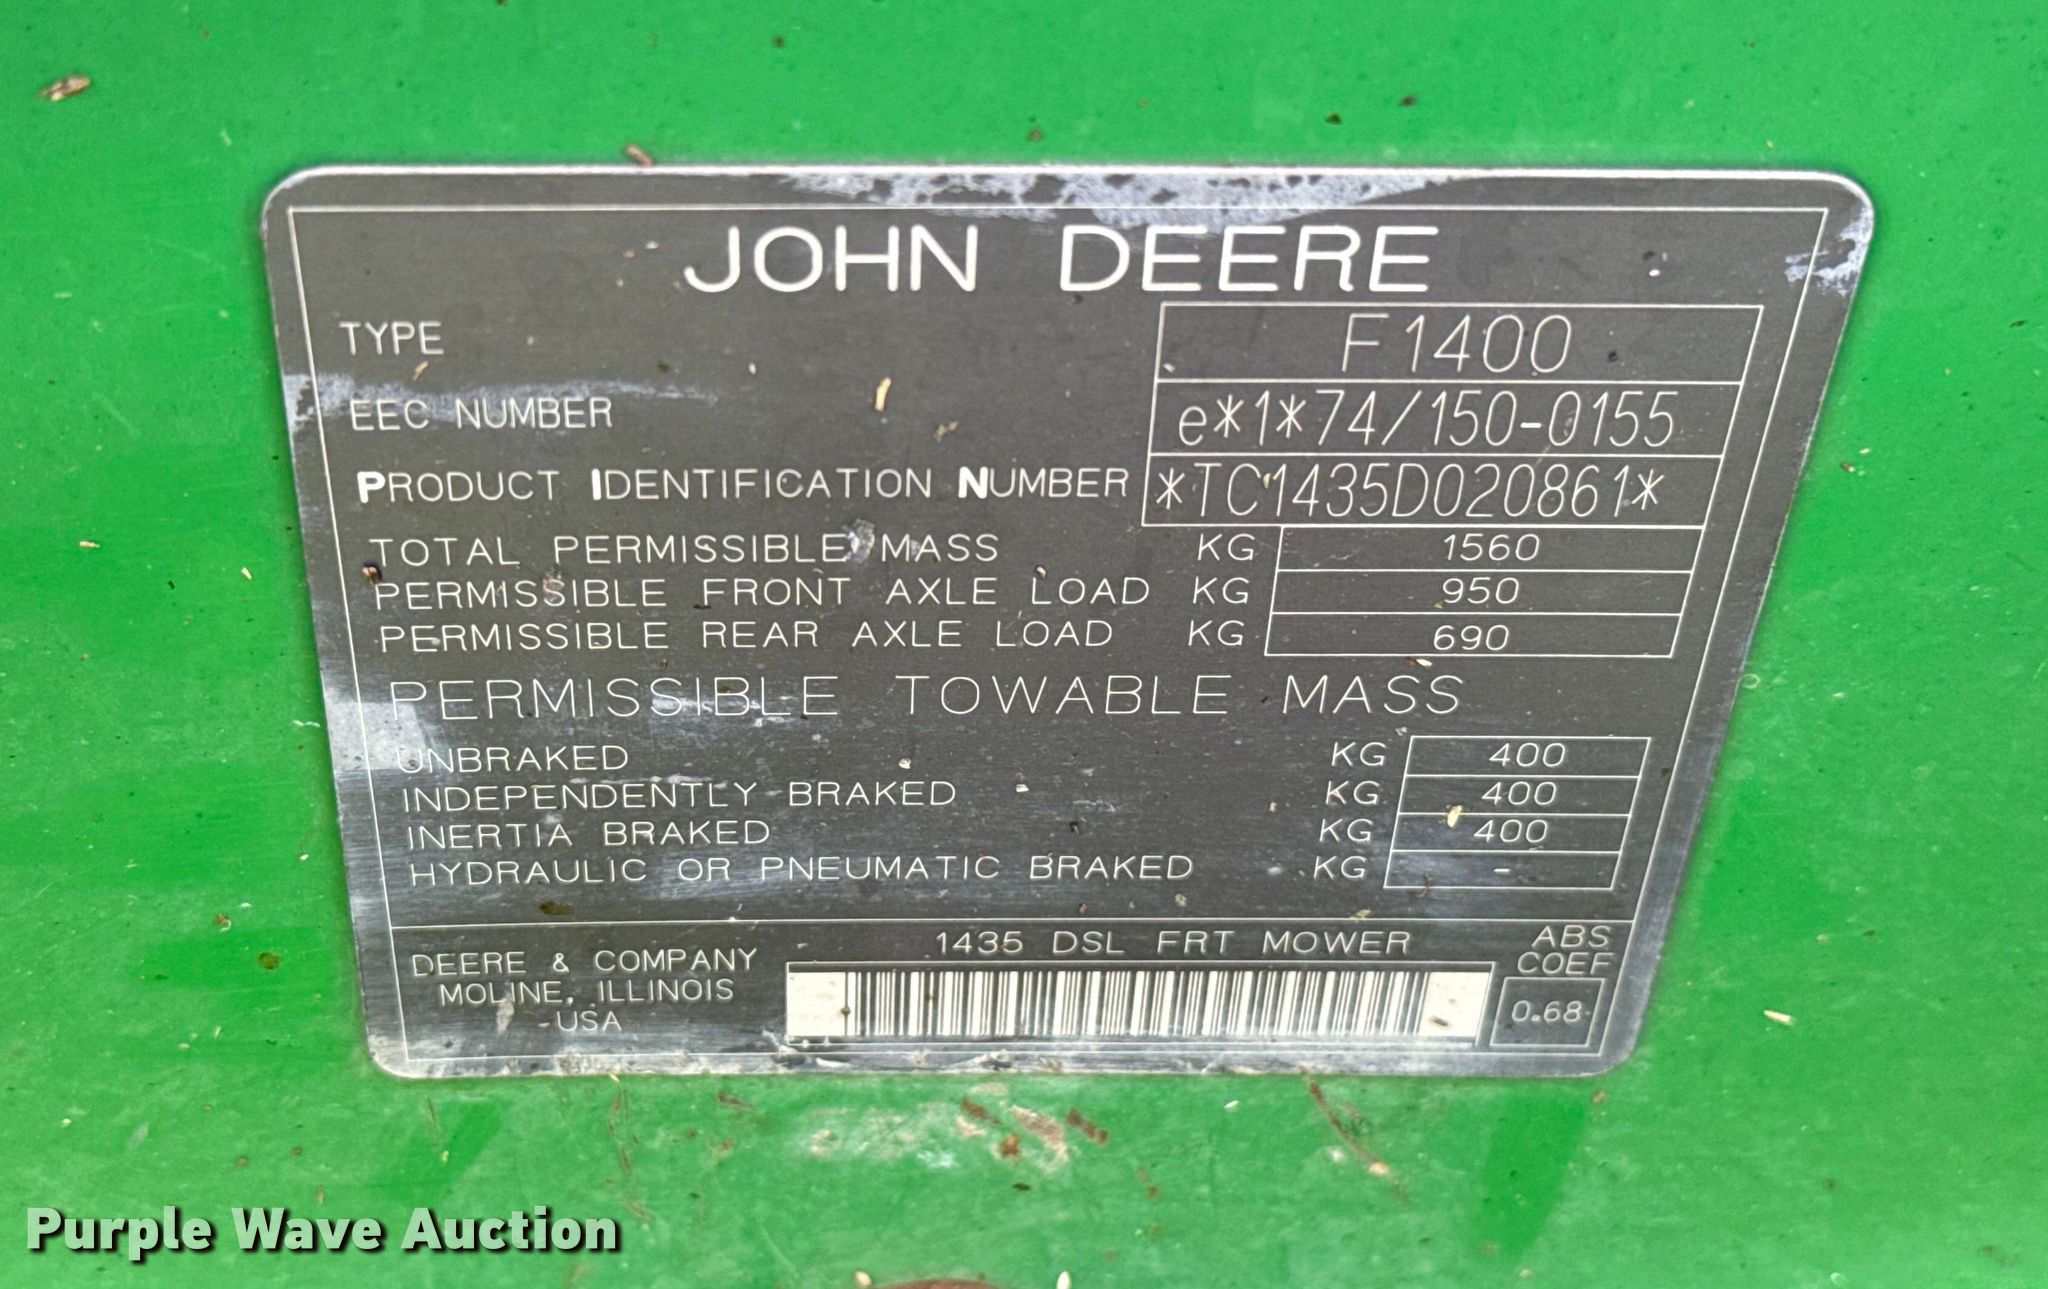 JOHN DEERE
TYPE F1400
EEC NUMBER e*1*74/150-0155
PRODUCT IDENTIFICATION NUMBER *TC1435D020861*
TOTAL PERMISSIBLE MASS KG 1560
PERMISSIBLE FRONT AXLE LOAD KG 950
PERMISSIBLE REAR AXLE LOAD KG 690
PERMISSIBLE TOWABLE MASS
UNBRAKED KG 400
INDEPENDENTLY BRAKED KG 400
INERTIA BRAKED KG 400
HYDRAULIC OR PNEUMATIC BRAKED KG -
DEERE & COMPANY
MOLINE, ILLINOIS
USA
1435 DSL FRT MOWER
ABS
COEF
0.68
Purple Wave Auction